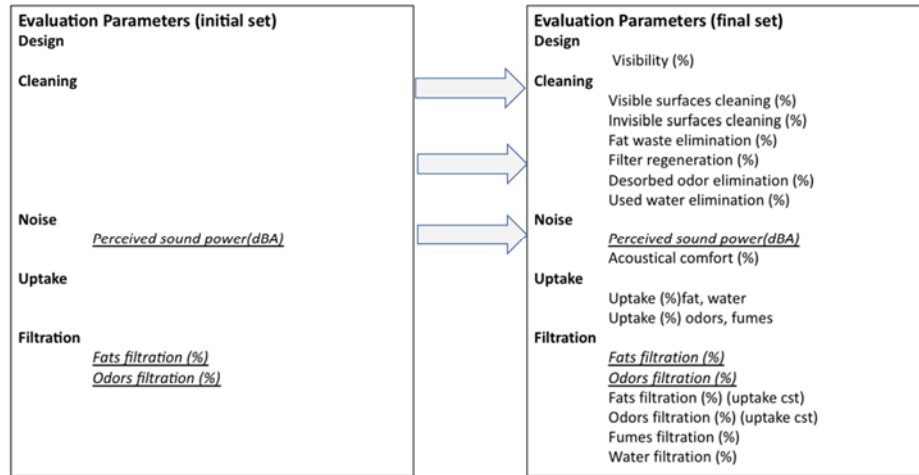 Evaluation Parameters (initial set)
Design
Cleaning
Noise
Perceived sound power(dBA)
Uptake
Filtration
Fats filtration (%)
Odors filtration (%)
Evaluation Parameters (final set)
Design
Visibility (%)
Cleaning
Visible surfaces cleaning (%)
Invisible surfaces cleaning (%)
Fat waste elimination (%)
Filter regeneration (%)
Desorbed odor elimination (%)
Used water elimination (%)
Noise
Perceived sound power(dBA)
Acoustical comfort (%)
Uptake
Uptake (%)fat, water
Uptake (%) odors, fumes
Filtration
Fats filtration (%)
Odors filtration (%)
Fats filtration (%) (uptake cst)
Odors filtration (%) (uptake cst)
Fumes filtration (%)
Water filtration (%)